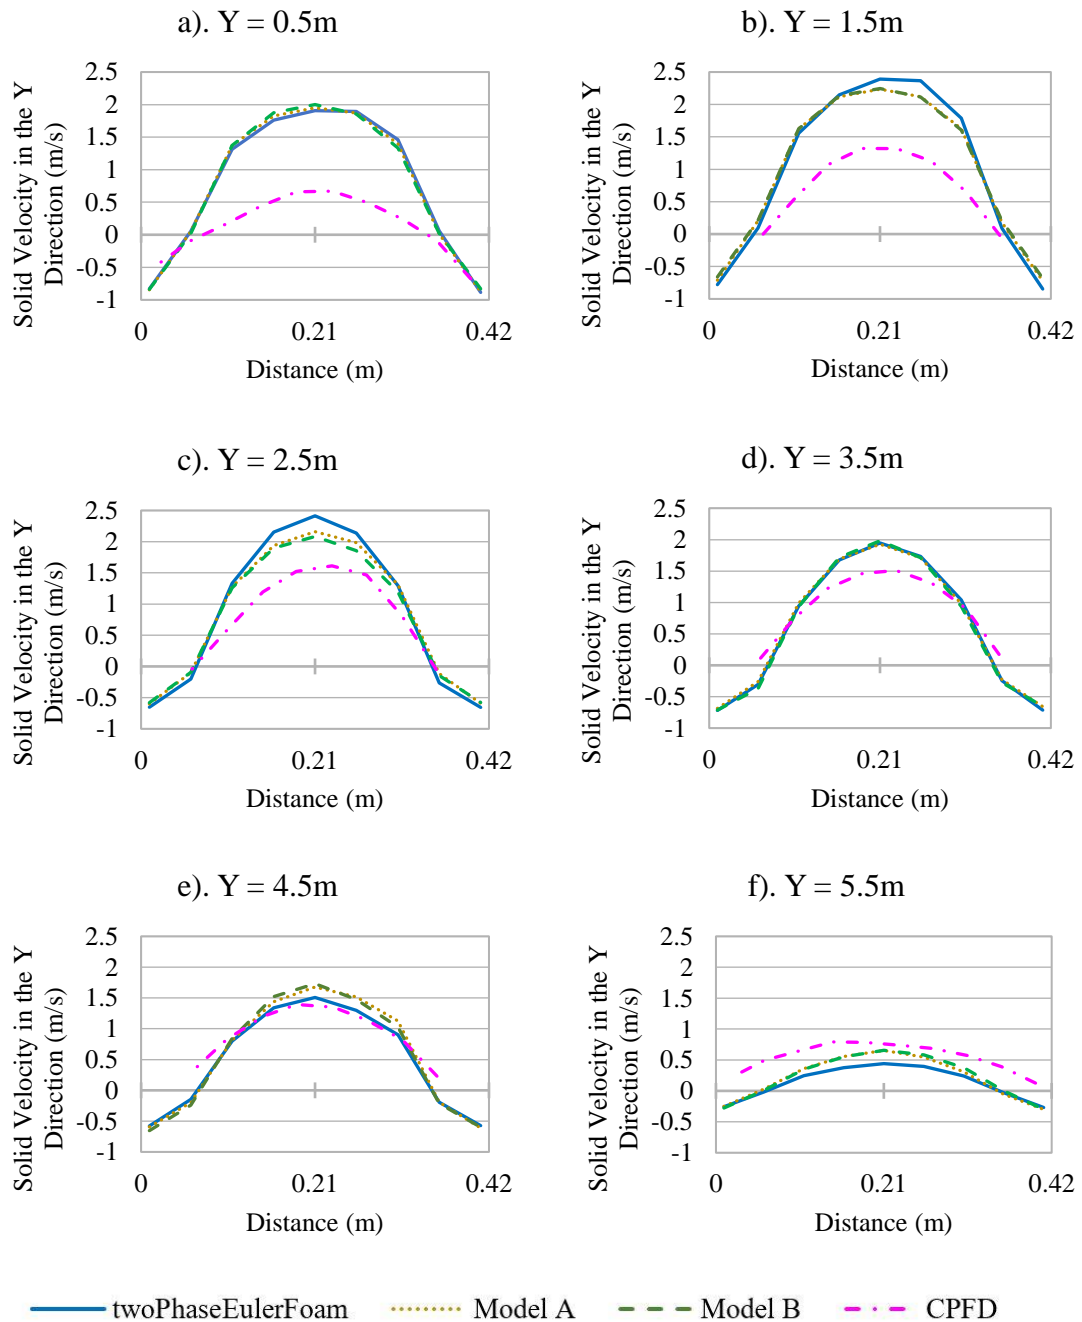 a). Y = 0.5m
Solid Velocity in the Y
Direction (m/s)
2.5
2
1.5
1
0.5
0
-0.5
-1
0 0.21 0.42
Distance (m)
b). Y = 1.5m
Solid Velocity in the Y
Direction (m/s)
2.5
2
1.5
1
0.5
0
-0.5
-1
0 0.21 0.42
Distance (m)
c). Y = 2.5m
Solid Velocity in the Y
Direction (m/s)
2.5
2
1.5
1
0.5
0
-0.5
-1
0 0.21 0.42
Distance (m)
d). Y = 3.5m
Solid Velocity in the Y
Direction (m/s)
2.5
2
1.5
1
0.5
0
-0.5
-1
0 0.21 0.42
Distance (m)
e). Y = 4.5m
Solid Velocity in the Y
Direction (m/s)
2.5
2
1.5
1
0.5
0
-0.5
-1
0 0.21 0.42
Distance (m)
f). Y = 5.5m
Solid Velocity in the Y
Direction (m/s)
2.5
2
1.5
1
0.5
0
-0.5
-1
0 0.21 0.42
Distance (m)
twoPhaseEulerFoam Model A Model B CPFD